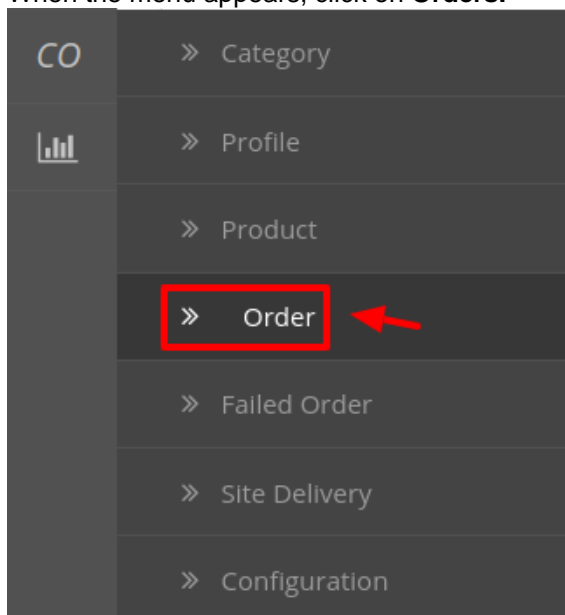 When the menu appears, click on Orders.
CO
» Category
» Profile
» Product
» Order
» Failed Order
» Site Delivery
» Configuration